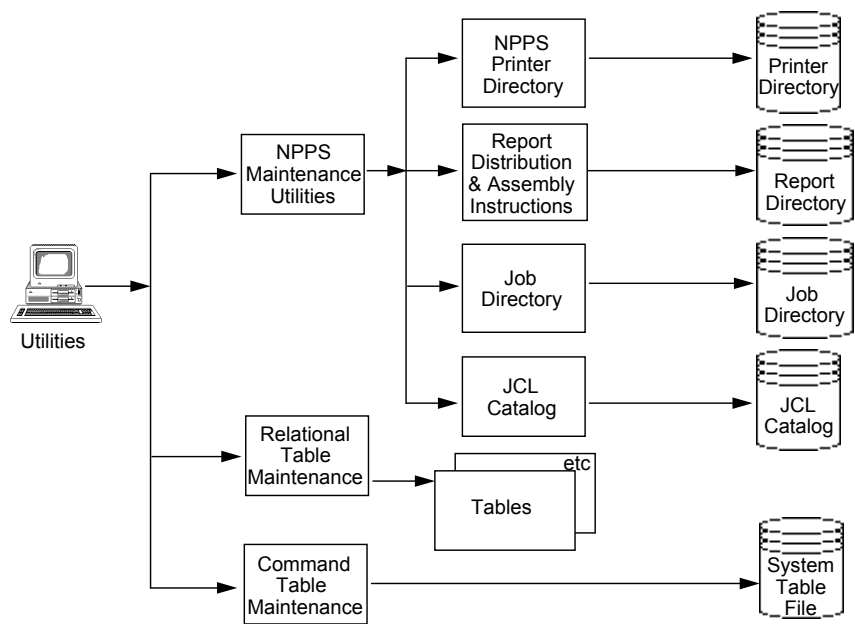 NPPS
Printer
Directory
Printer
Directory
NPPS
Maintenance
Utilities
Report
Distribution
& Assembly
Instructions
Report
Directory
Utilities
Job
Directory
Job
Directory
JCL
Catalog
JCL
Catalog
Relational
Table
Maintenance
etc
Tables
Command
Table
Maintenance
System
Table
File